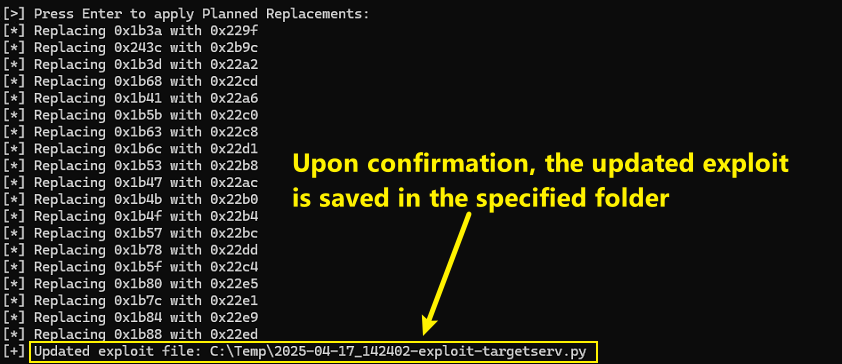 [>] Press Enter to apply Planned Replacements:
[*] Replacing 0x1b3a with 0x229f
[*] Replacing 0x243c with 0x2b9c
[*] Replacing 0x1b3d with 0x22a2
[*] Replacing 0x1b68 with 0x22cd
[*] Replacing 0x1b41 with 0x22a6
[*] Replacing 0x1b5b with 0x22c0
[*] Replacing 0x1b63 with 0x22c8
[*] Replacing 0x1b6c with 0x22d1
[*] Replacing 0x1b53 with 0x22b8
[*] Replacing 0x1b47 with 0x22ac
[*] Replacing 0x1b4b with 0x22b0
[*] Replacing 0x1b4f with 0x22b4
[*] Replacing 0x1b57 with 0x22bc
[*] Replacing 0x1b78 with 0x22dd
[*] Replacing 0x1b5f with 0x22c4
[*] Replacing 0x1b80 with 0x22e5
[*] Replacing 0x1b7c with 0x22e1
[*] Replacing 0x1b84 with 0x22e9
[*] Replacing 0x1b88 with 0x22ed
[+] Updated exploit file: C:\Temp\2025-04-17_142402-exploit-targetserv.py
Upon confirmation, the updated exploit
is saved in the specified folder